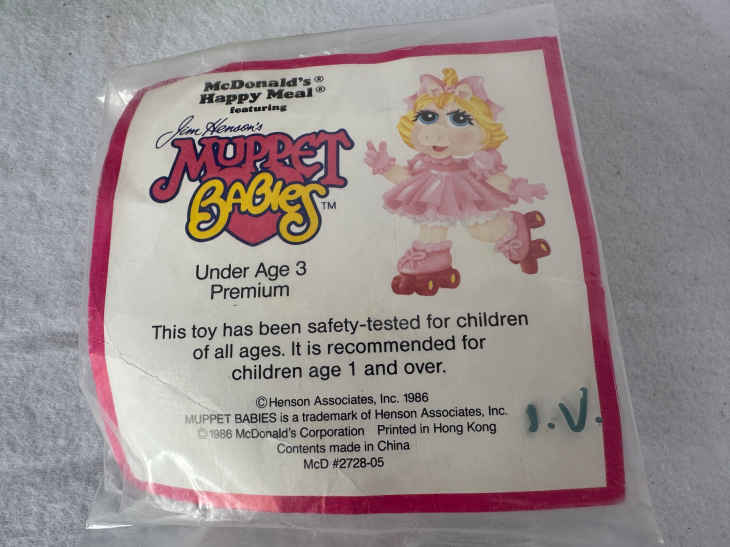 McDonald's®
Happy Meal®
featuring
Jim Henson's
MUPPET
BABIES™
Under Age 3
Premium
This toy has been safety-tested for children
of all ages. It is recommended for
children age 1 and over.
©Henson Associates, Inc. 1986
MUPPET BABIES is a trademark of Henson Associates, Inc.
©1986 McDonald's Corporation Printed in Hong Kong
Contents made in China
McD #2728-05
I.V.